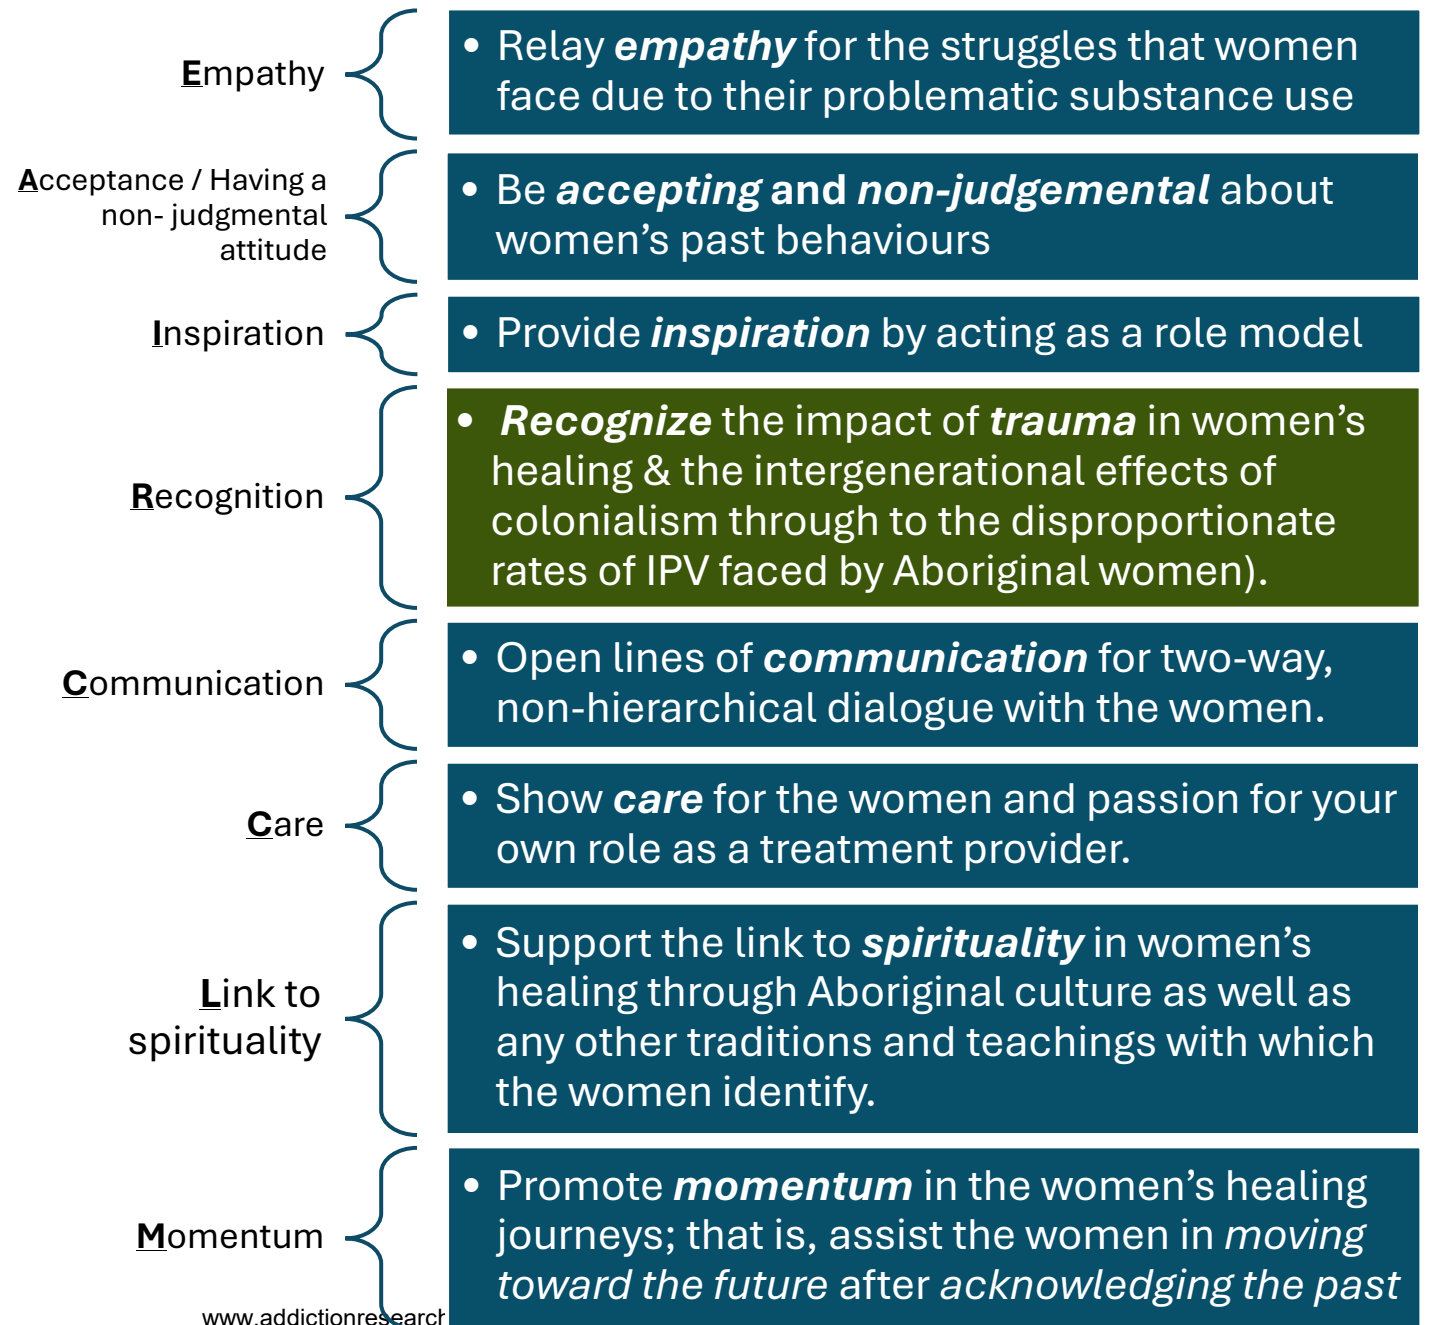 Empathy
• Relay empathy for the struggles that women
face due to their problematic substance use
Acceptance / Having a
non- judgmental
attitude
• Be accepting and non-judgemental about
women's past behaviours
Inspiration
• Provide inspiration by acting as a role model
Recognition
• Recognize the impact of trauma in women's
healing & the intergenerational effects of
colonialism through to the disproportionate
rates of IPV faced by Aboriginal women).
Communication
• Open lines of communication for two-way,
non-hierarchical dialogue with the women.
Care
• Show care for the women and passion for your
own role as a treatment provider.
Link to
spirituality
• Support the link to spirituality in women's
healing through Aboriginal culture as well as
any other traditions and teachings with which
the women identify.
Momentum
• Promote momentum in the women's healing
journeys; that is, assist the women in moving
toward the future after acknowledging the past
www.addictionresearch